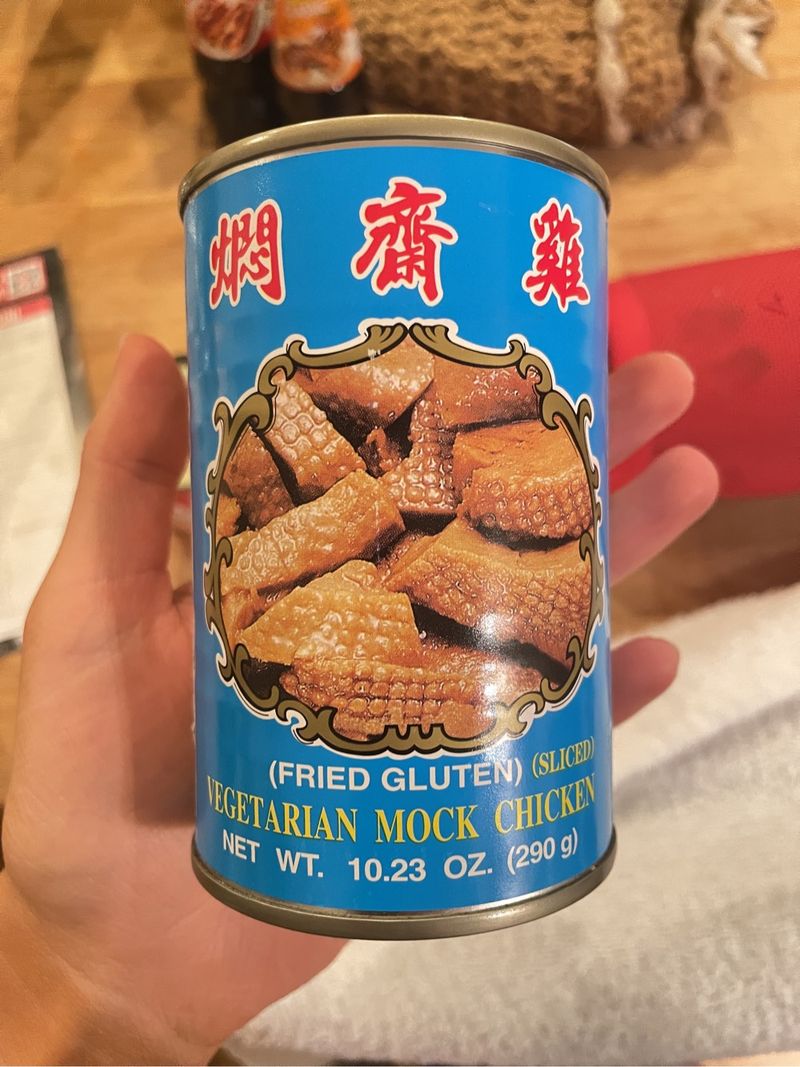 燜 齋 雞
(FRIED GLUTEN) (SLICED)
VEGETARIAN MOCK CHICKEN
NET WT. 10.23 OZ. (290 g)